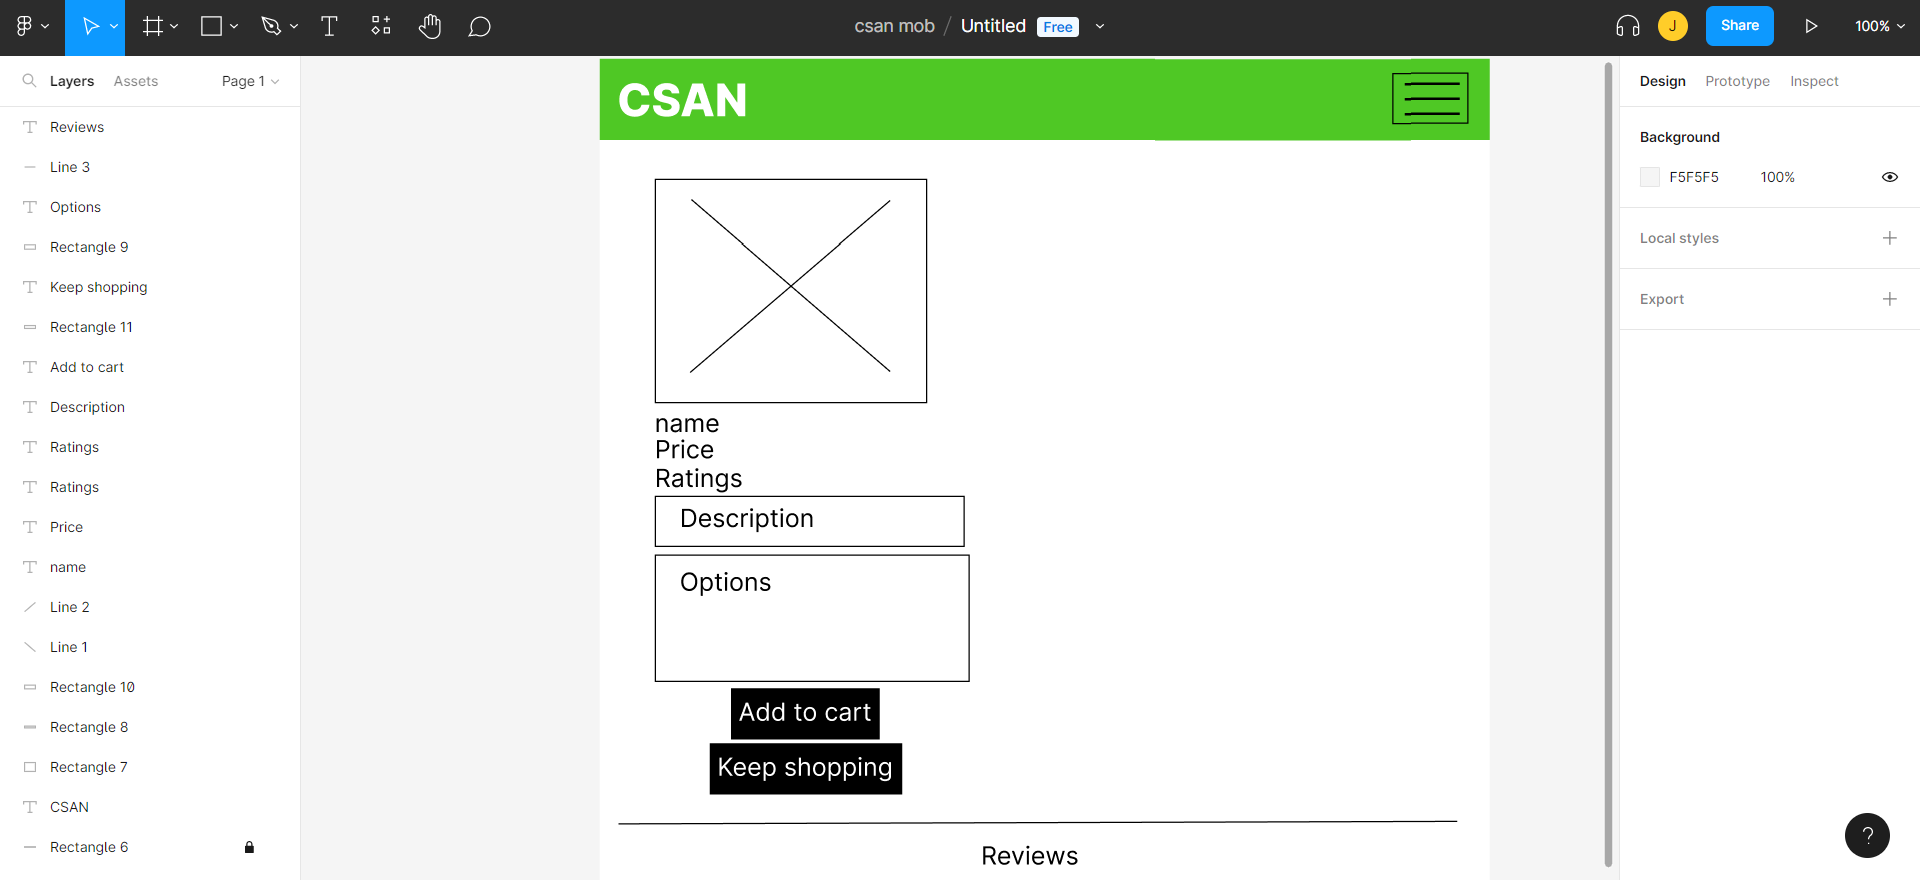 csan mob / Untitled Free
J
Share
100%
Layers Assets Page 1
Reviews
Line 3
Options
Rectangle 9
Keep shopping
Rectangle 11
Add to cart
Description
Ratings
Ratings
Price
name
Line 2
Line 1
Rectangle 10
Rectangle 8
Rectangle 7
CSAN
Rectangle 6
CSAN
name
Price
Ratings
Description
Options
Add to cart
Keep shopping
Reviews
Design Prototype Inspect
Background
F5F5F5 100%
Local styles
Export
?